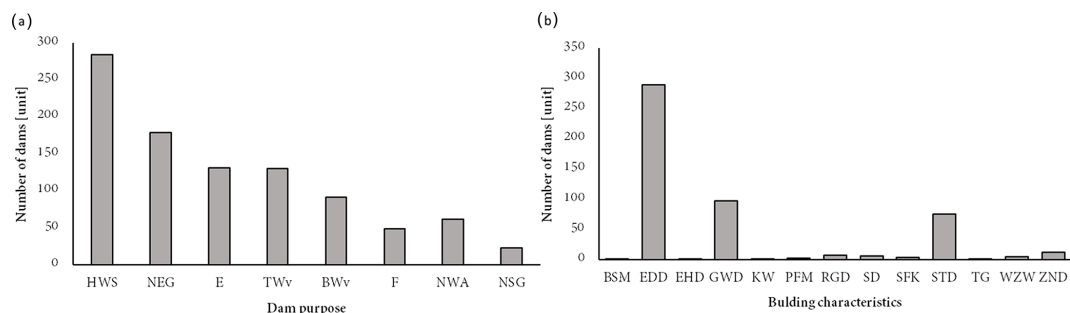 (a)
Number of dams [unit]
300
250
200
150
100
50
0
HWS NEG E TWv BWv F NWA NSG
Dam purpose
(b)
Number of dams [unit]
350
300
250
200
150
100
50
0
BSM EDD EHD GWD KW PFM RGD SD SFK STD TG WZW ZND
Bulding characteristics